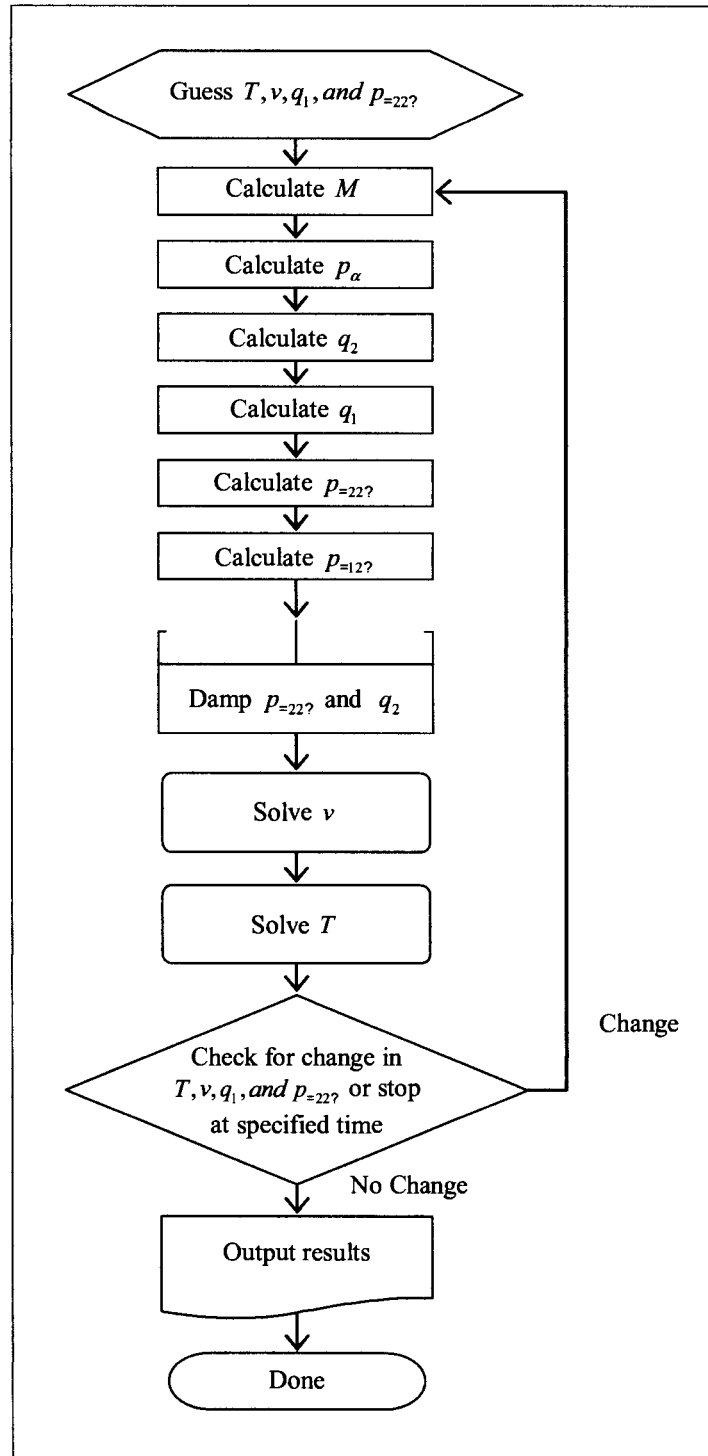 Guess T, v, q₁, and p₌₂₂?
Calculate M
Calculate pα
Calculate q₂
Calculate q₁
Calculate p₌₂₂?
Calculate p₌₁₂?
Damp p₌₂₂? and q₂
Solve v
Solve T
Check for change in
T, v, q₁, and p₌₂₂? or stop
at specified time
Change
No Change
Output results
Done